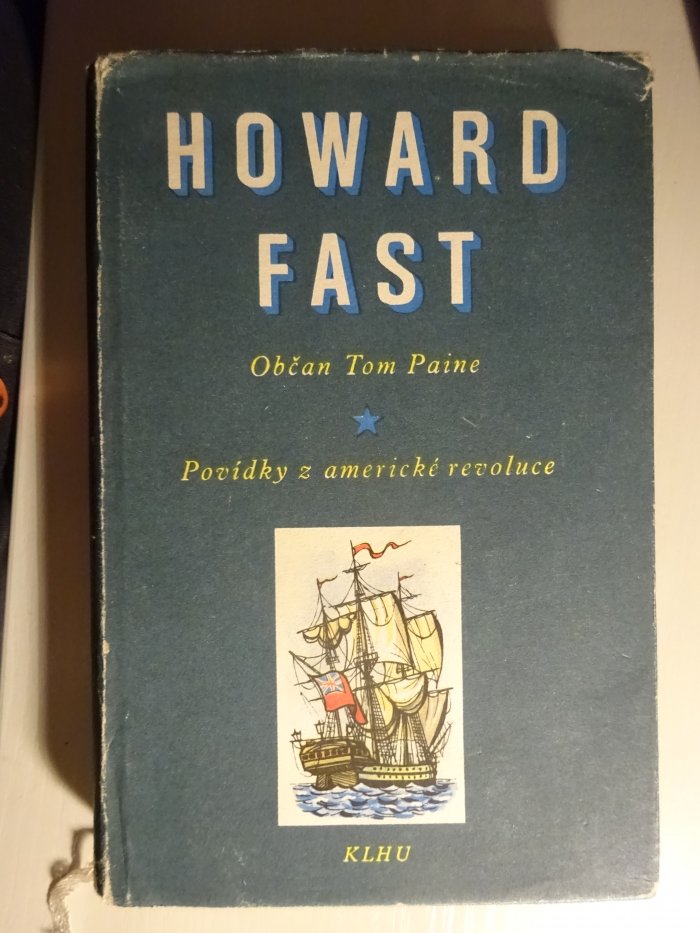 HOWARD
FAST
Občan Tom Paine
Povídky z americké revoluce
KLHU